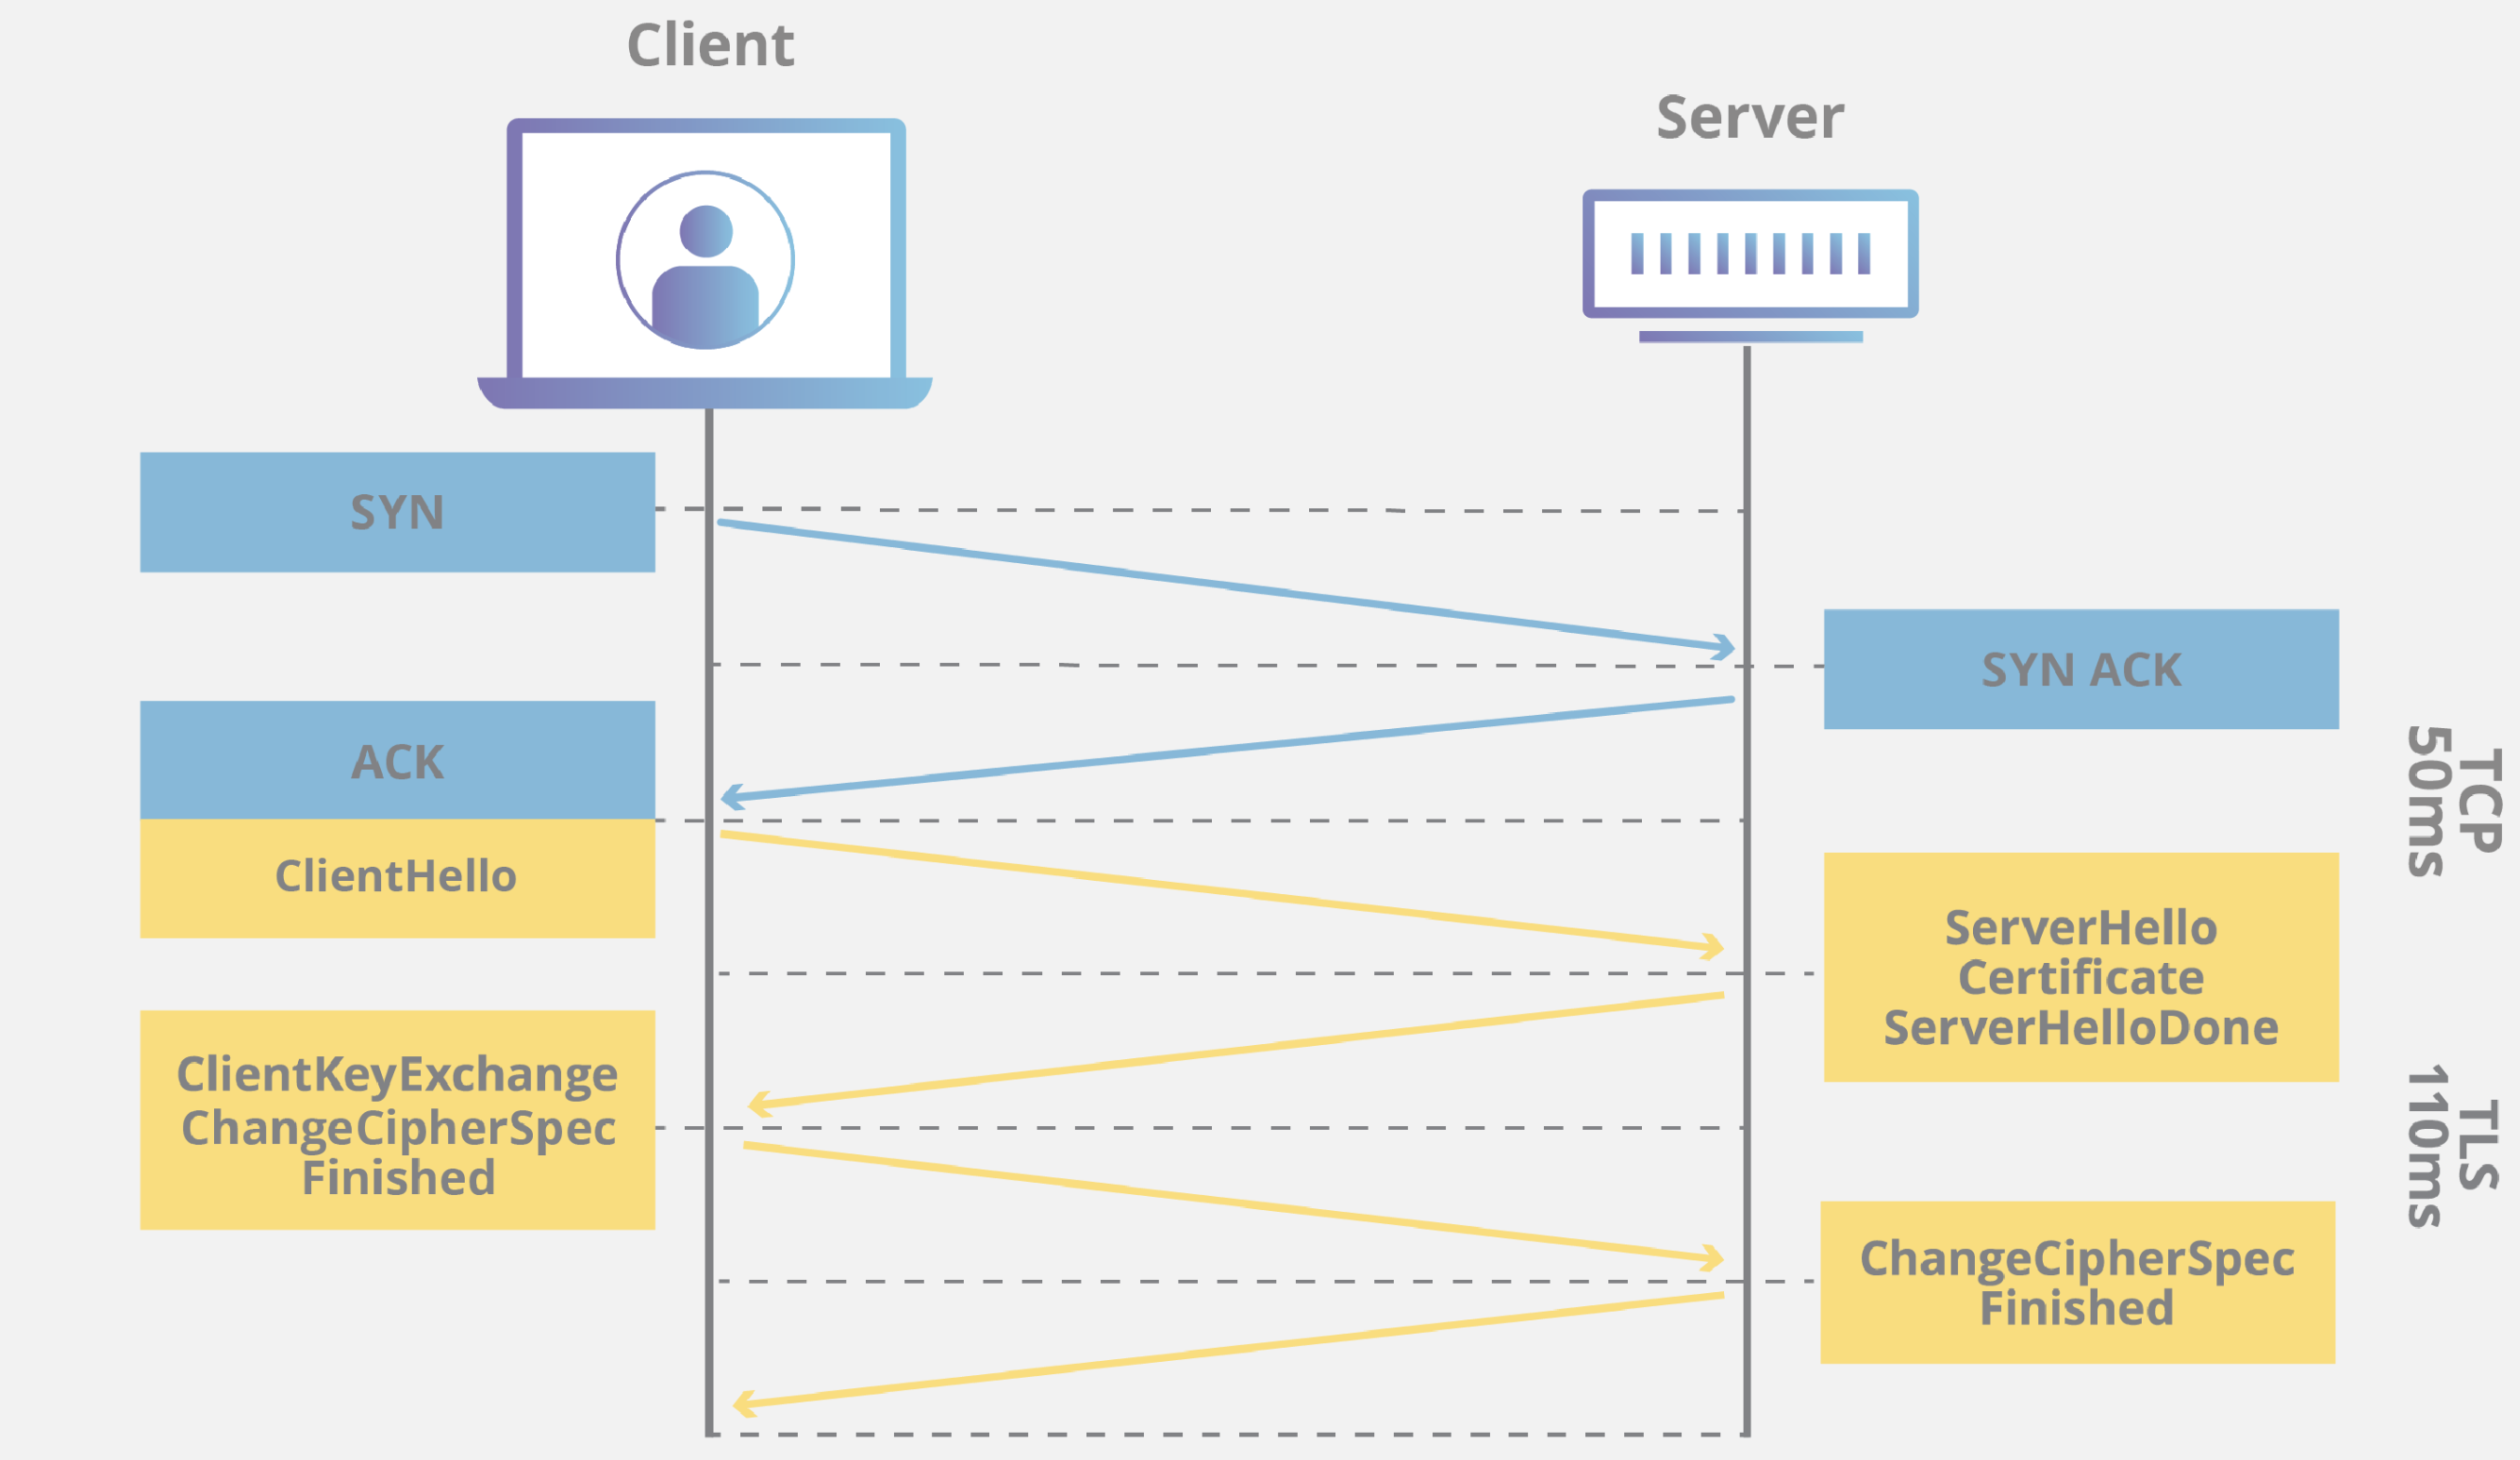 Client
Server
SYN
SYN ACK
ACK
ClientHello
ServerHello
Certificate
ServerHelloDone
ClientKeyExchange
ChangeCipherSpec
Finished
ChangeCipherSpec
Finished
TCP
50ms
TLS
110ms